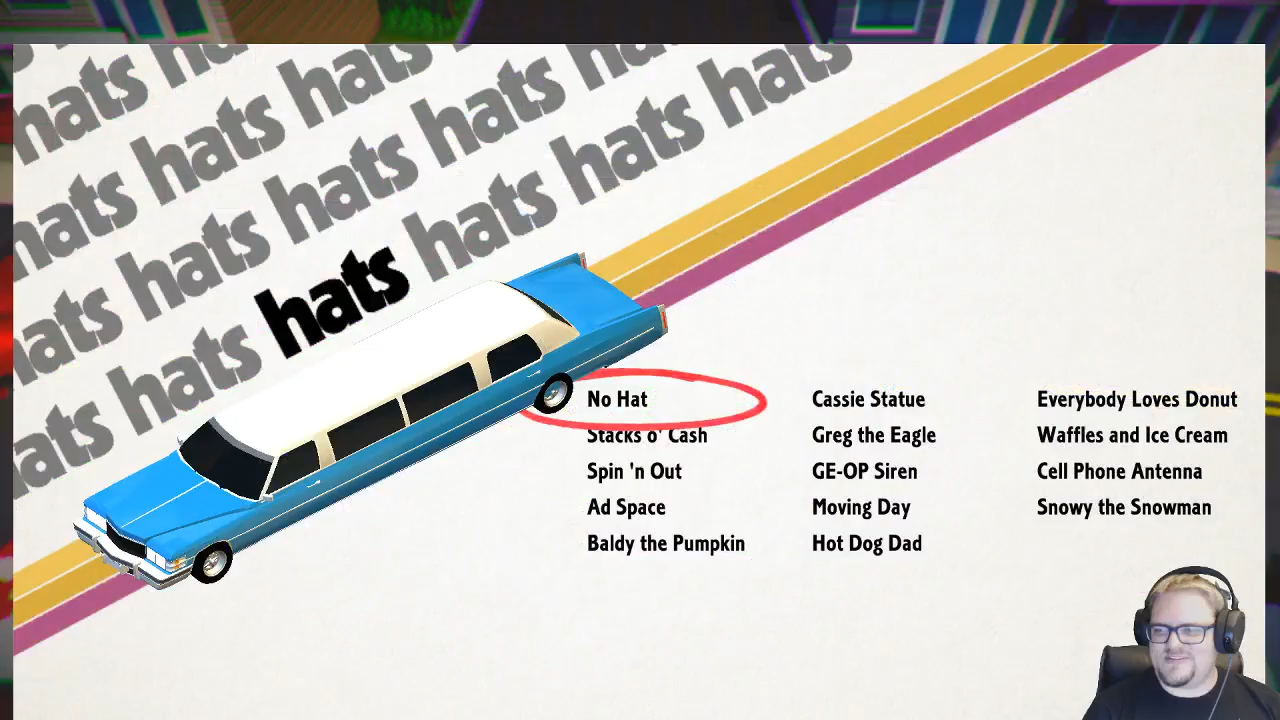 hats hats
hats hats hats
hats hats hats hats hats
hats hats hats hats hats hats
hats hats hats hats hats hats
No Hat
Stacks o' Cash
Spin 'n Out
Ad Space
Baldy the Pumpkin
Cassie Statue
Greg the Eagle
GE-OP Siren
Moving Day
Hot Dog Dad
Everybody Loves Donut
Waffles and Ice Cream
Cell Phone Antenna
Snowy the Snowman